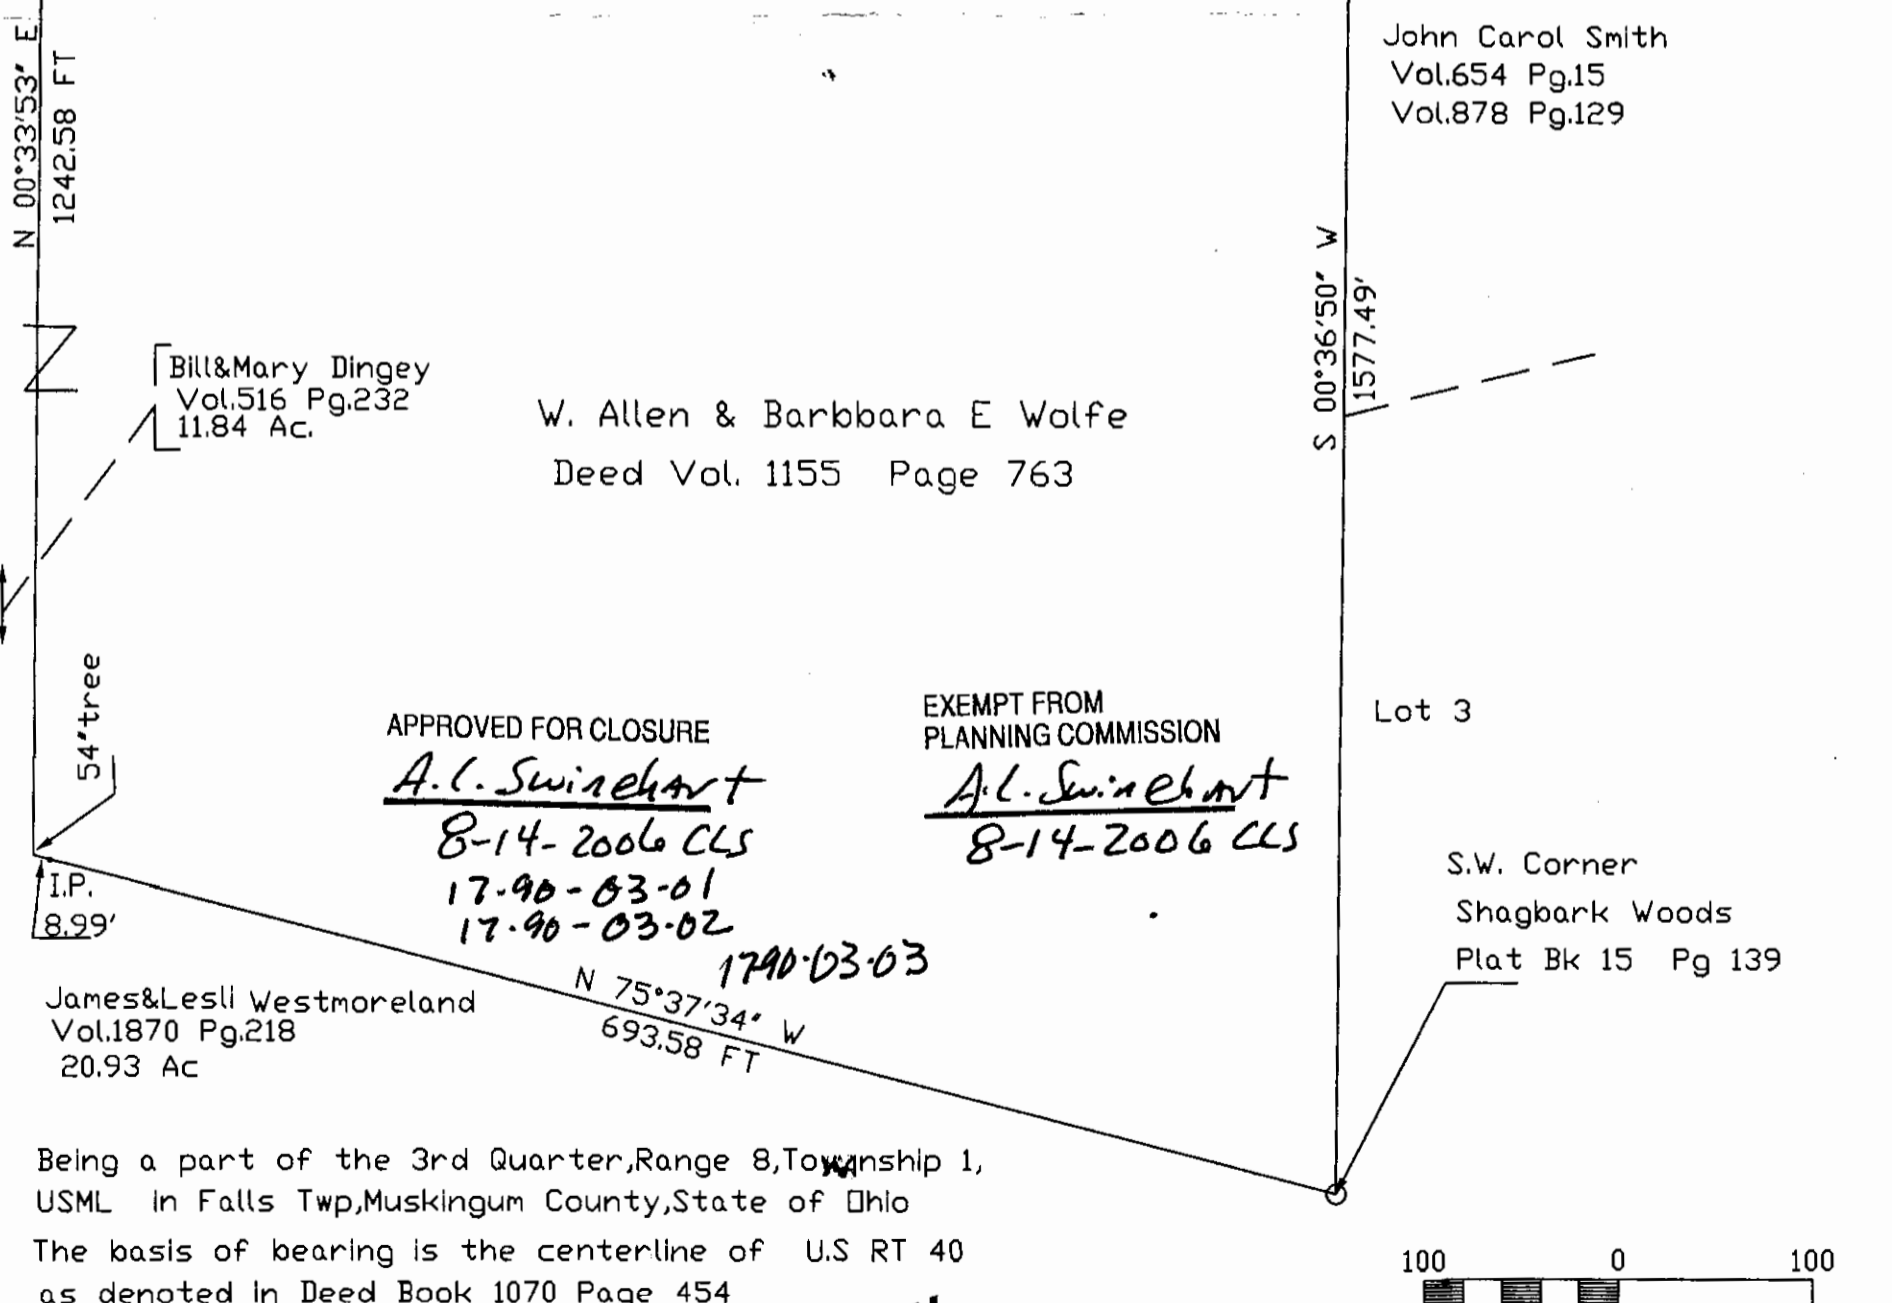 N 00°33'53" E
1242.58 FT
John Carol Smith
Vol.654 Pg.15
Vol.878 Pg.129
S 00°36'50" W
1577.49'
Bill&Mary Dingey
Vol.516 Pg.232
11.84 Ac.
W. Allen & Barbbara E Wolfe
Deed Vol. 1155 Page 763
54"tree
APPROVED FOR CLOSURE
A.C. Swinehart
8-14-2006 CLS
17-90-03-01
17-90-03-02
1790-03-03
EXEMPT FROM
PLANNING COMMISSION
A.C. Swinehart
8-14-2006 CLS
Lot 3
I.P.
8.99'
S.W. Corner
Shagbark Woods
Plat Bk 15 Pg 139
N 75°37'34" W
693.58 FT
James&Lesli Westmoreland
Vol.1870 Pg.218
20.93 Ac
Being a part of the 3rd Quarter,Range 8,Township 1,
USML in Falls Twp,Muskingum County,State of Ohio
The basis of bearing is the centerline of U.S RT 40
as denoted in Deed Book 1070 Page 454
100 0 100